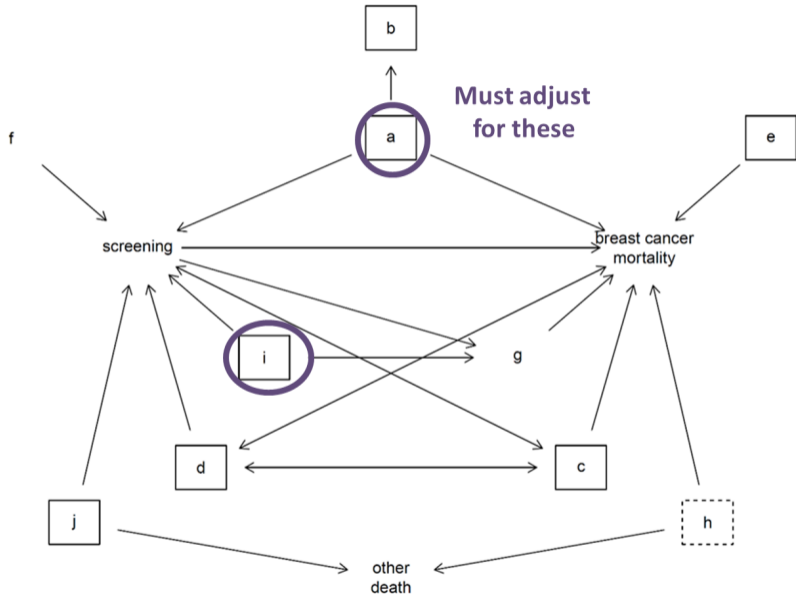 b
Must adjust
for these
a
f
e
screening
breast cancer
mortality
i
g
d
c
j
h
other
death